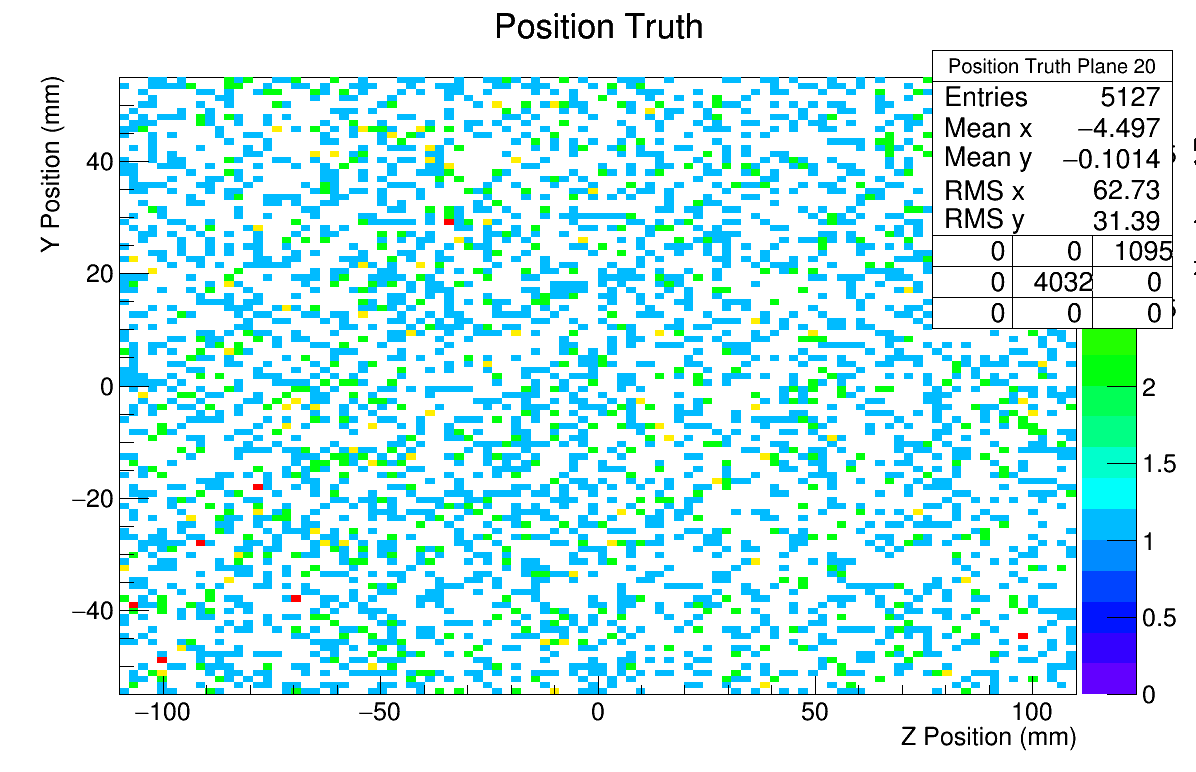 Position Truth
Position Truth Plane 20
Entries 5127
Mean x −4.497
Mean y −0.1014
RMS x 62.73
RMS y 31.39
0 0 1095
0 4032 0
0 0 0
Y Position (mm)
40
20
0
−20
−40
−100 −50 0 50 100
Z Position (mm)
2
1.5
1
0.5
0